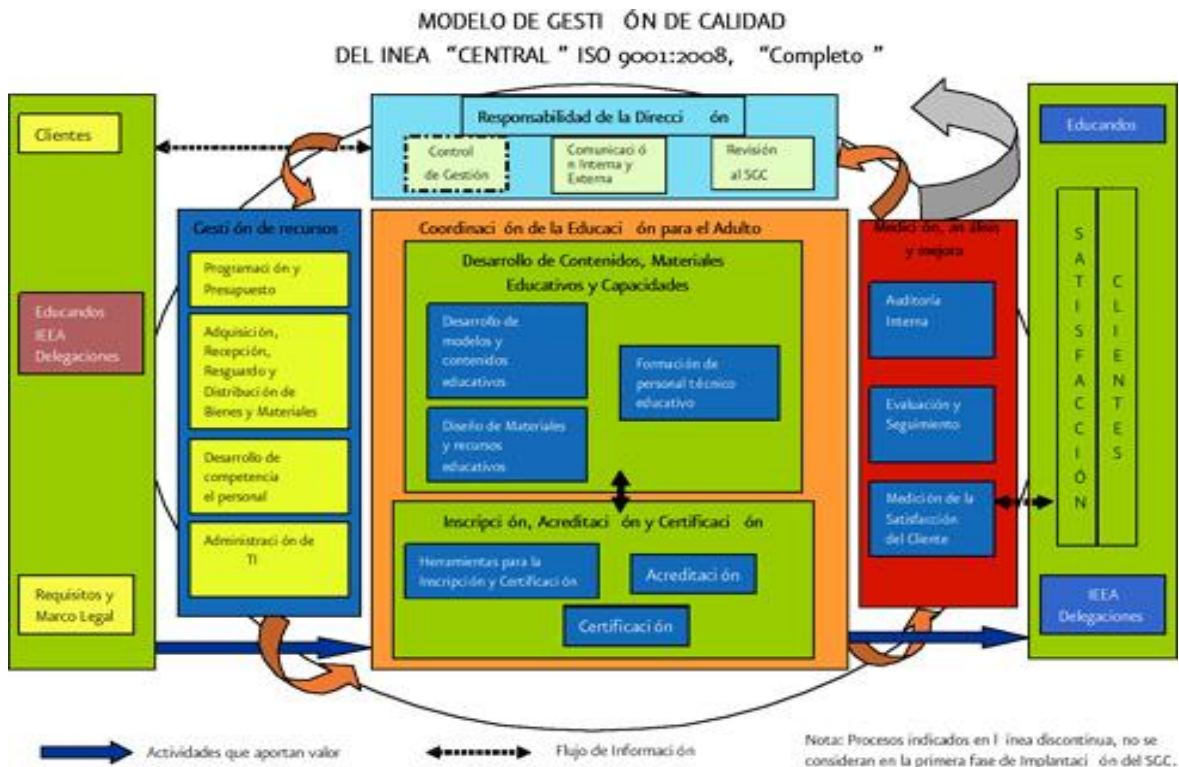 MODELO DE GESTI ÓN DE CALIDAD
DEL INEA “CENTRAL ” ISO 9001:2008, “Completo ”
Clientes
Educandos
IEEA
Delegaciones
Requisitos y
Marco Legal
Responsabilidad de la Direcci ón
Control
de Gestión
Comunicaci ó
n Interna y
Externa
Revisión
al SGC
Gesti ón de recursos
Programaci ón y
Presupuesto
Adquisición,
Recepción,
Resguardo y
Distribución de
Bienes y Materiales
Desarrollo de
competencia
el personal
Administraci ón de
TI
Coordinaci ón de la Educaci ón para el Adulto
Desarrollo de Contenidos, Materiales
Educativos y Capacidades
Desarrollo de
modelos y
contenidos
educativos
Formación de
personal técnico
educativo
Diseño de Materiales
y recursos
educativos
Inscripci ón, Acreditaci ón y Certificaci ón
Herramientas para la
Inscripción y Certificación
Acreditaci ón
Certificaci ón
Medici ón, an álisis
y mejora
Auditoría
Interna
Evaluación y
Seguimiento
Medición de la
Satisfacción
del Cliente
Educandos
SATISFACCIÓN
CLIENTES
IEEA
Delegaciones
Actividades que aportan valor
Flujo de Informaci ón
Nota: Procesos indicados en l ínea discontinua, no se
consideran en la primera fase de Implantaci ón del SGC.